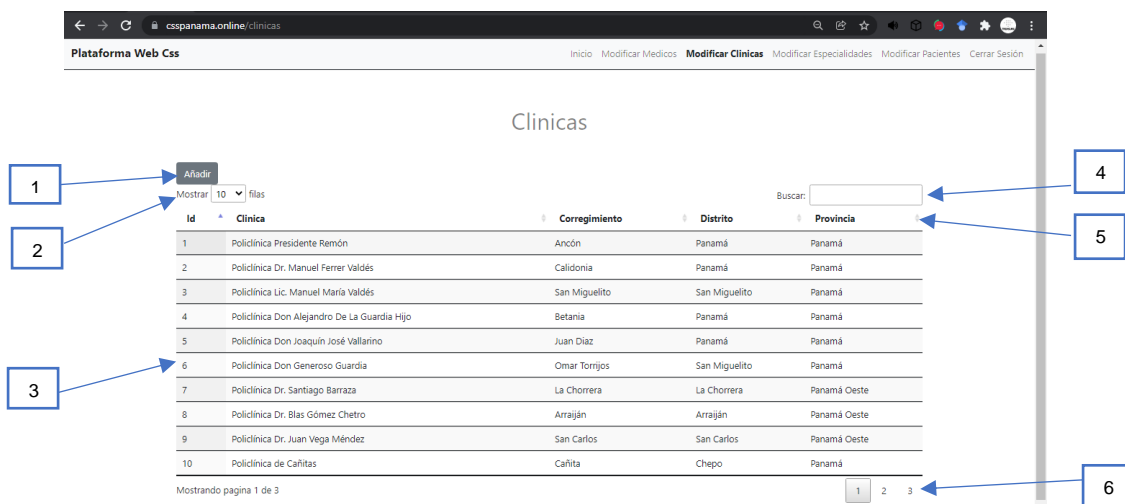 csspanama.online/clinicas
Plataforma Web Css Inicio Modificar Medicos Modificar Clinicas Modificar Especialidades Modificar Pacientes Cerrar Sesión
Clinicas
1
Añadir
4
Mostrar 10 filas Buscar:
Id Clinica Corregimiento Distrito Provincia
5
2
1 Policlínica Presidente Remón Ancón Panamá Panamá
2 Policlínica Dr. Manuel Ferrer Valdés Calidonia Panamá Panamá
3 Policlínica Lic. Manuel María Valdés San Miguelito San Miguelito Panamá
4 Policlínica Don Alejandro De La Guardia Hijo Betania Panamá Panamá
5 Policlínica Don Joaquín José Vallarino Juan Diaz Panamá Panamá
6 Policlínica Don Generoso Guardia Omar Torrijos San Miguelito Panamá
3
7 Policlínica Dr. Santiago Barraza La Chorrera La Chorrera Panamá Oeste
8 Policlínica Dr. Blas Gómez Chetro Arraiján Arraiján Panamá Oeste
9 Policlínica Dr. Juan Vega Méndez San Carlos San Carlos Panamá Oeste
10 Policlínica de Cañitas Cañita Chepo Panamá
Mostrando pagina 1 de 3 1 2 3
6